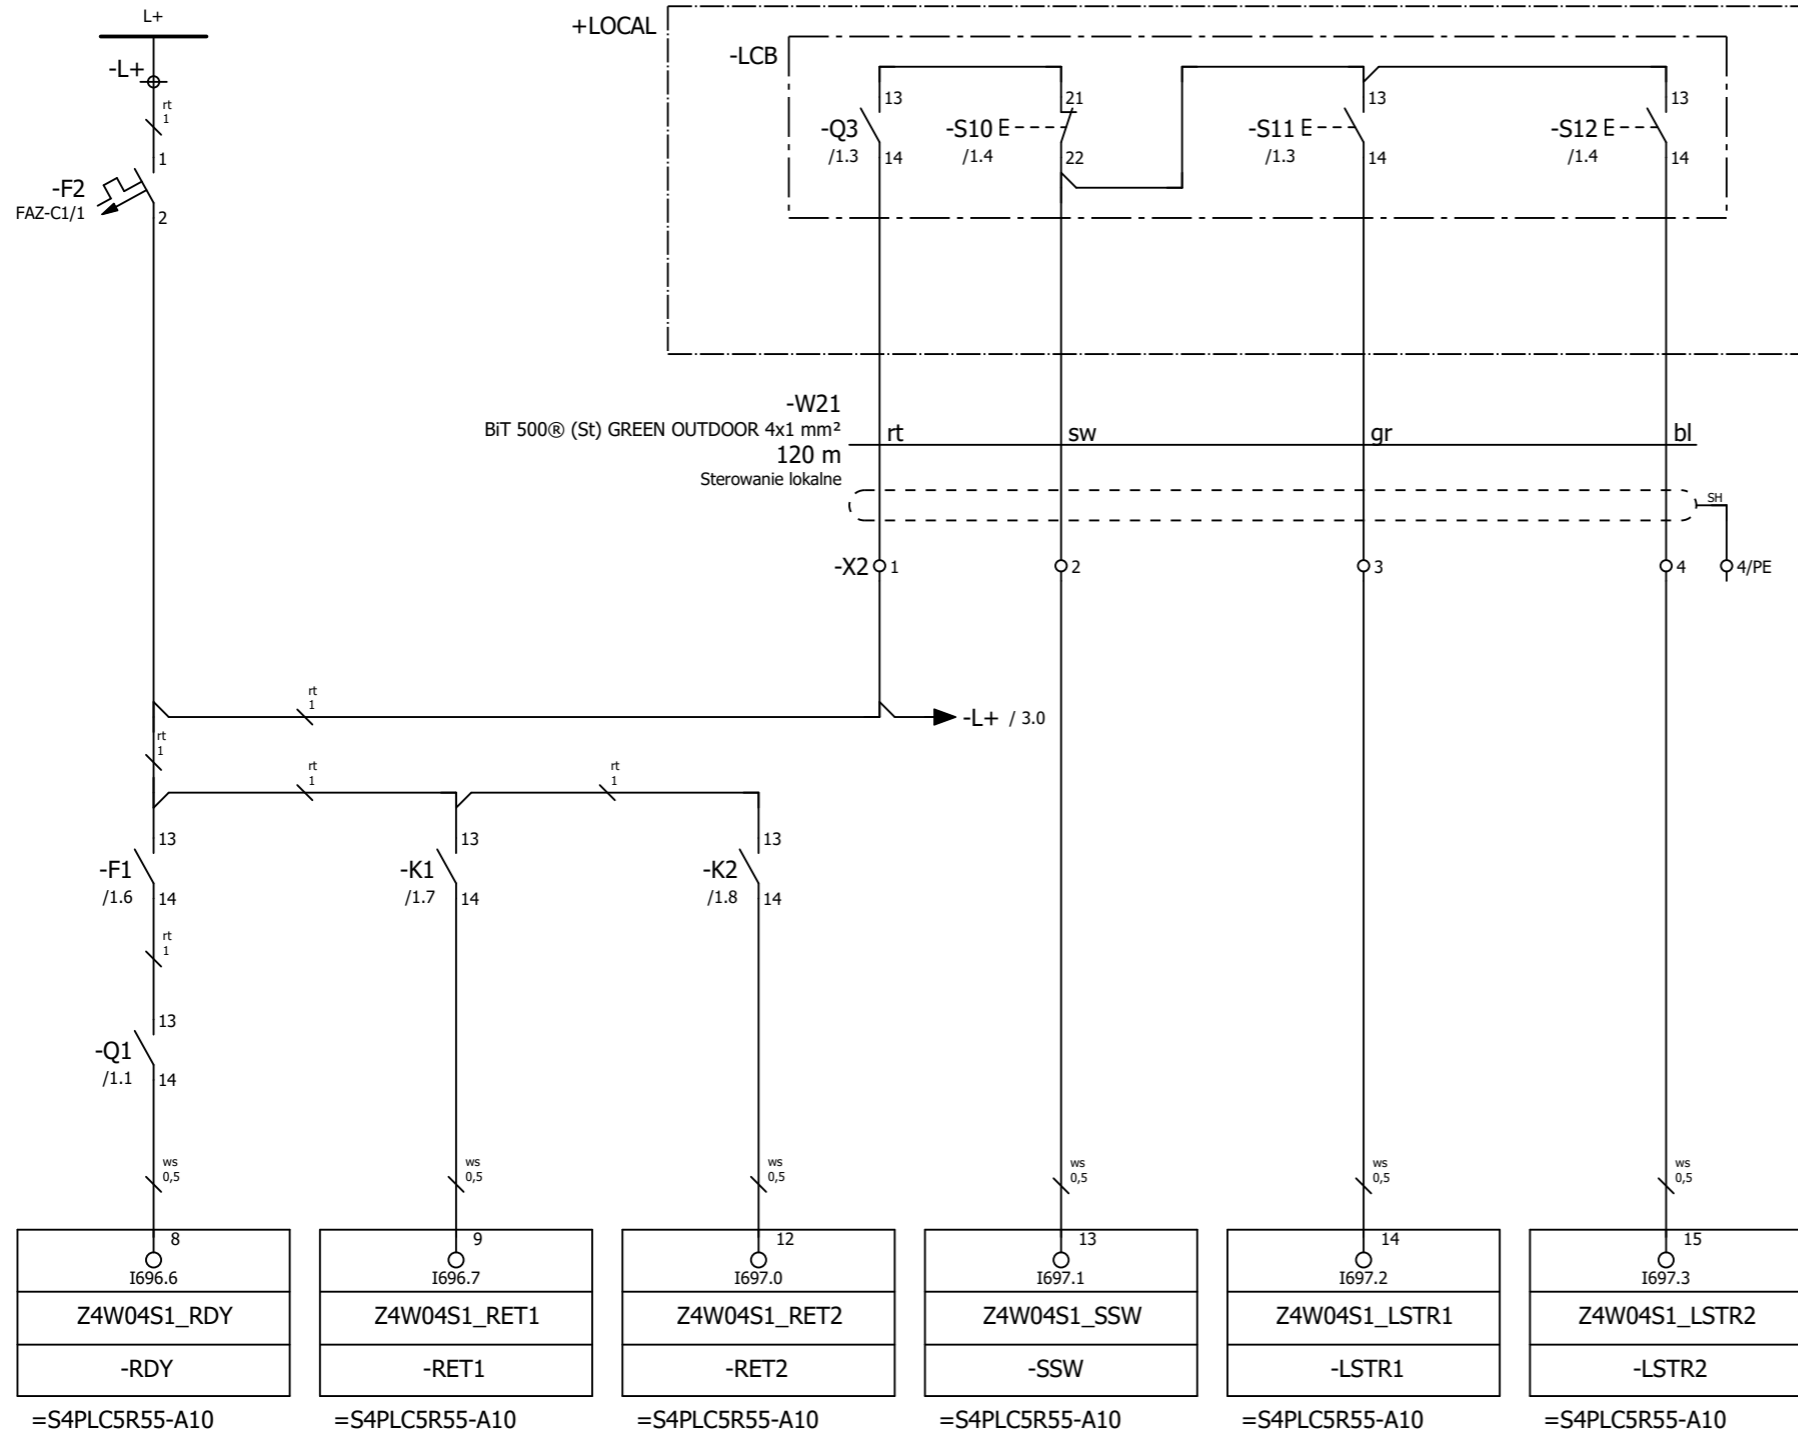 L+
+LOCAL
-LCB
-L+
rt
1
1
-F2
FAZ-C1/1
2
13
-Q3
/1.3
14
21
-S10
/1.4
22
13
-S11
/1.3
14
13
-S12
/1.4
14
-W21
BiT 500® (St) GREEN OUTDOOR 4x1 mm²
120 m
Sterowanie lokalne
rt
sw
gr
bl
SH
-X2
1
2
3
4
4/PE
rt
1
-L+ / 3.0
rt
1
rt
1
rt
1
13
-F1
/1.6
14
13
-K1
/1.7
14
13
-K2
/1.8
14
rt
1
13
-Q1
/1.1
14
ws
0,5
ws
0,5
ws
0,5
ws
0,5
ws
0,5
ws
0,5
8
I696.6
Z4W04S1_RDY
-RDY
=S4PLC5R55-A10
9
I696.7
Z4W04S1_RET1
-RET1
=S4PLC5R55-A10
12
I697.0
Z4W04S1_RET2
-RET2
=S4PLC5R55-A10
13
I697.1
Z4W04S1_SSW
-SSW
=S4PLC5R55-A10
14
I697.2
Z4W04S1_LSTR1
-LSTR1
=S4PLC5R55-A10
15
I697.3
Z4W04S1_LSTR2
-LSTR2
=S4PLC5R55-A10